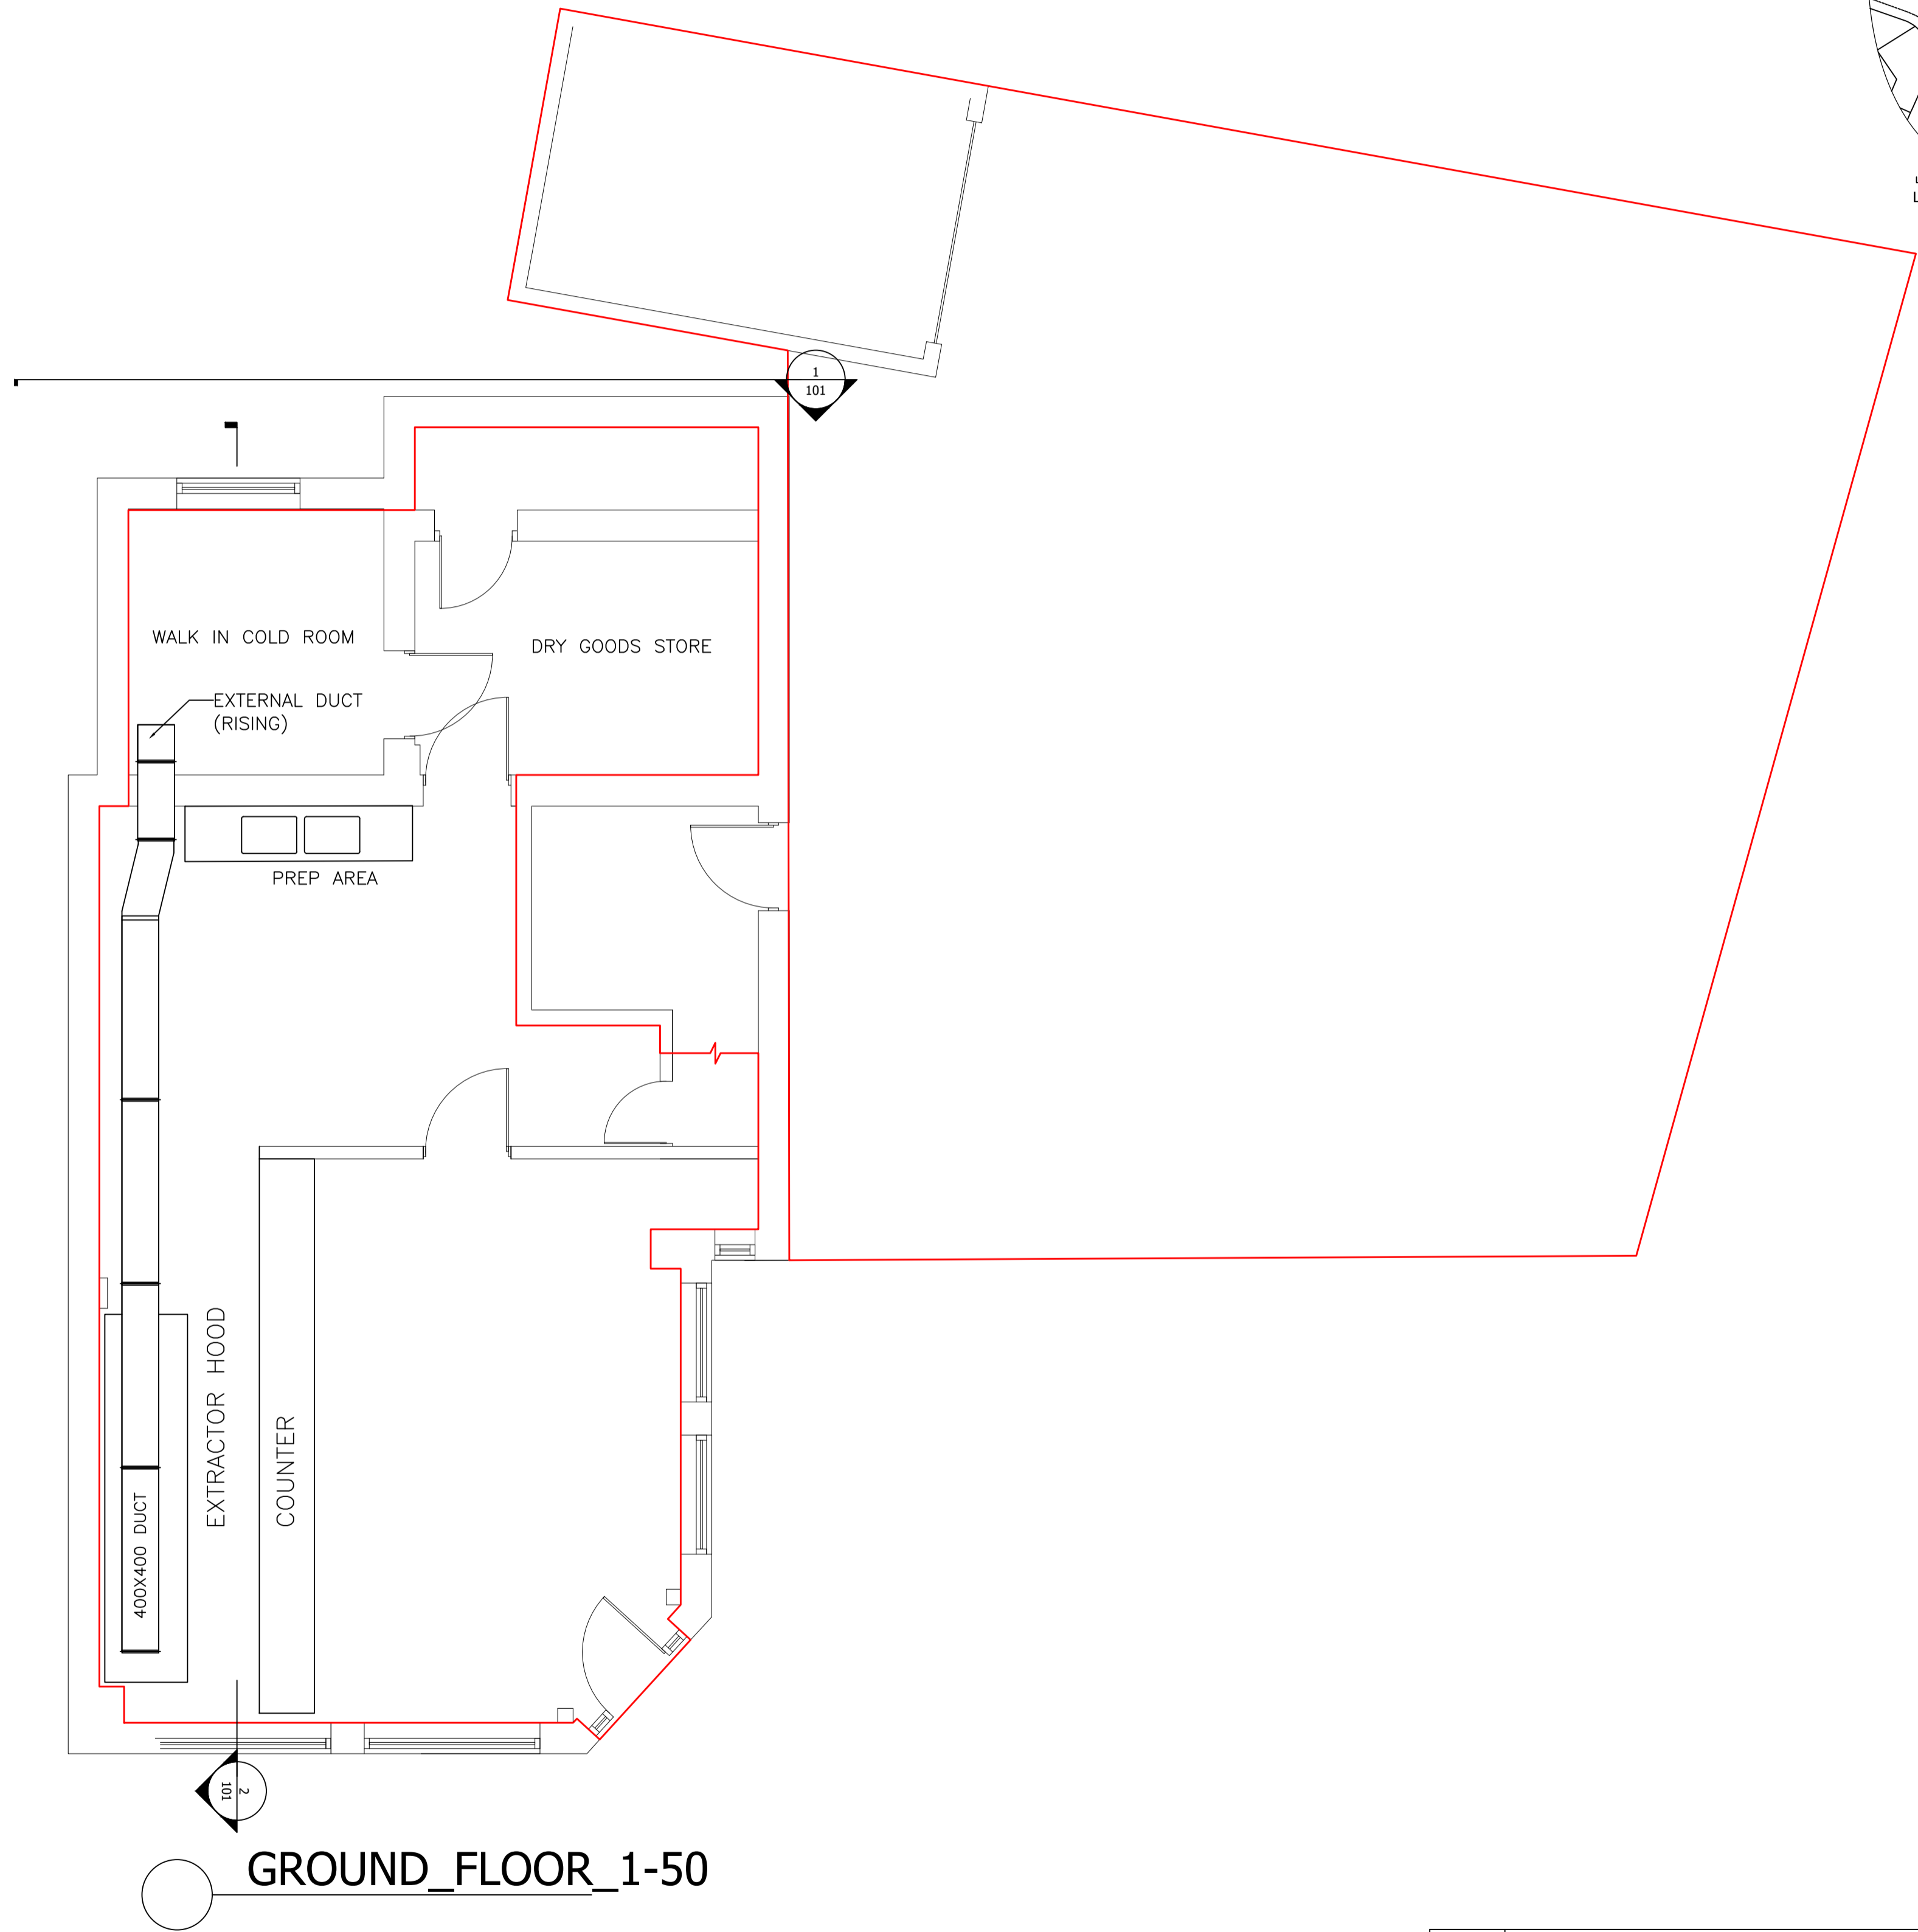 1
101
WALK IN COLD ROOM
DRY GOODS STORE
EXTERNAL DUCT
(RISING)
PREP AREA
EXTRACTOR HOOD
COUNTER
400X400 DUCT
2
101
GROUND_FLOOR_1-50